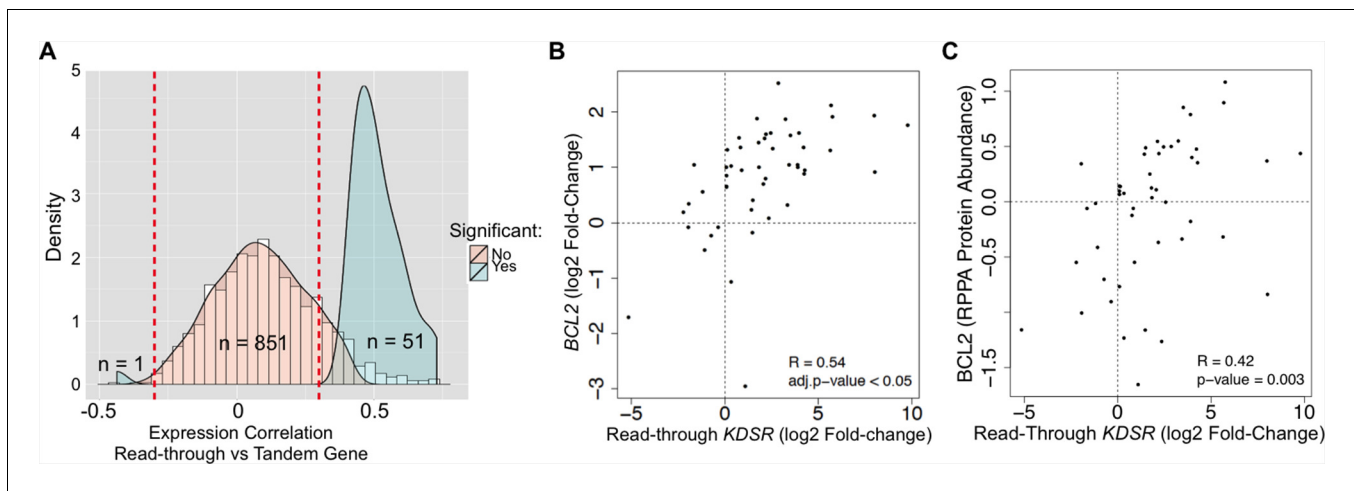 A
5
4
3
2
1
0
Density
n = 1
n = 851
n = 51
-0.5
0
0.5
Expression Correlation
Read-through vs Tandem Gene
Significant:
No
Yes
B
2
1
0
−1
−2
−3
BCL2 (log2 Fold-Change)
R = 0.54
adj.p−value < 0.05
−5
0
5
10
Read-through KDSR (log2 Fold-change)
C
1.0
0.5
0.0
−0.5
−1.5
BCL2 (RPPA Protein Abundance)
R = 0.42
p−value = 0.003
−5
0
5
10
Read-Through KDSR (log2 Fold-Change)